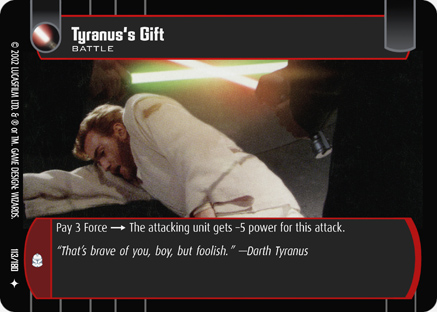 Tyranus's Gift
BATTLE
Pay 3 Force → The attacking unit gets -5 power for this attack.
"That's brave of you, boy, but foolish." —Darth Tyranus
© 2002 LUCASFILM LTD. & ® or TM. GAME DESIGN: WIZARDS
113/180